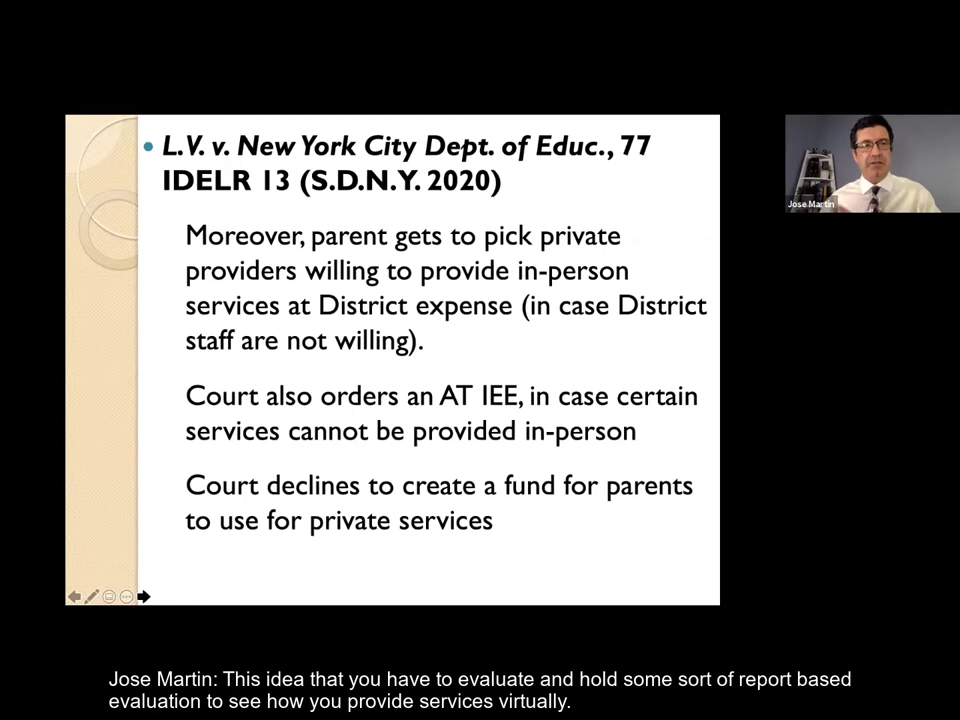 L.V. v. New York City Dept. of Educ., 77
IDELR 13 (S.D.N.Y. 2020)
Moreover, parent gets to pick private
providers willing to provide in-person
services at District expense (in case District
staff are not willing).
Court also orders an AT IEE, in case certain
services cannot be provided in-person
Court declines to create a fund for parents
to use for private services
Jose Martin
Jose Martin: This idea that you have to evaluate and hold some sort of report based
evaluation to see how you provide services virtually.